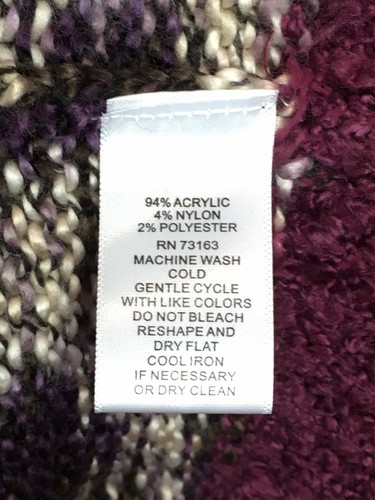 94% ACRYLIC
4% NYLON
2% POLYESTER
RN 73163
MACHINE WASH
COLD
GENTLE CYCLE
WITH LIKE COLORS
DO NOT BLEACH
RESHAPE AND
DRY FLAT
COOL IRON
IF NECESSARY
OR DRY CLEAN